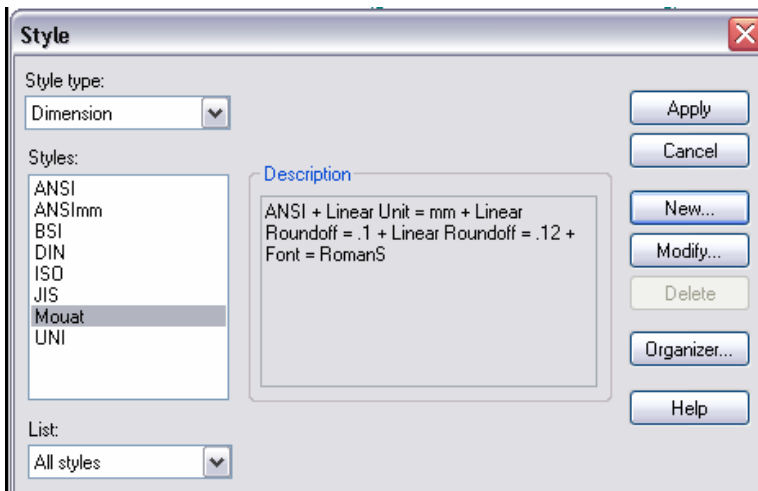 Style
Style type:
Dimension
Styles:
ANSI
ANSImm
BSI
DIN
ISO
JIS
Mouat
UNI
List:
All styles
Description
ANSI + Linear Unit = mm + Linear
Roundoff = .1 + Linear Roundoff = .12 +
Font = RomanS
Apply
Cancel
New...
Modify...
Delete
Organizer...
Help